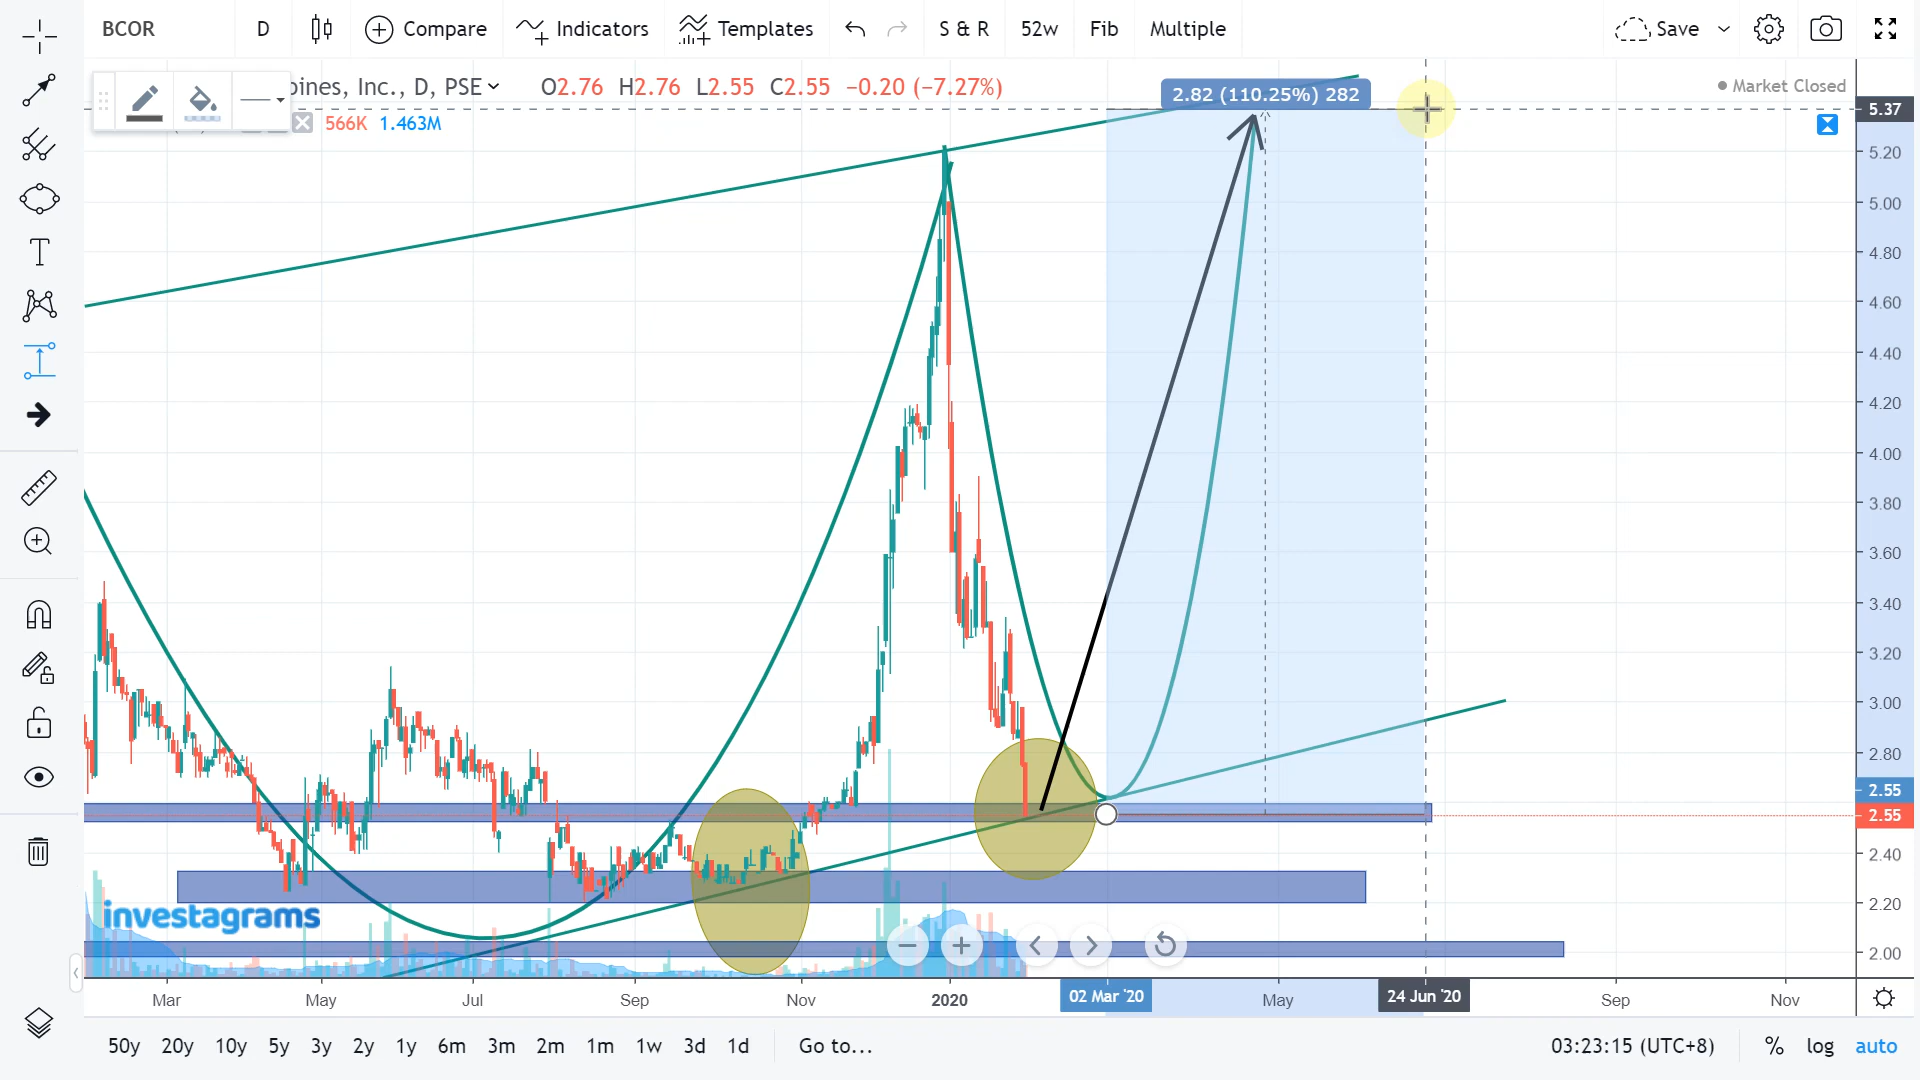 BCOR D Compare Indicators Templates S & R 52w Fib Multiple Save
pines, Inc., D, PSE O2.76 H2.76 L2.55 C2.55 −0.20 (−7.27%)
2.82 (110.25%) 282
Market Closed
566K 1.463M
5.37
5.20
5.00
4.80
4.60
4.40
4.20
4.00
3.80
3.60
3.40
3.20
3.00
2.80
2.55
2.55
2.40
2.20
2.00
investagrams
Mar May Jul Sep Nov 2020 02 Mar '20 May 24 Jun '20 Sep Nov
50y 20y 10y 5y 3y 2y 1y 6m 3m 2m 1m 1w 3d 1d Go to... 03:23:15 (UTC+8) % log auto